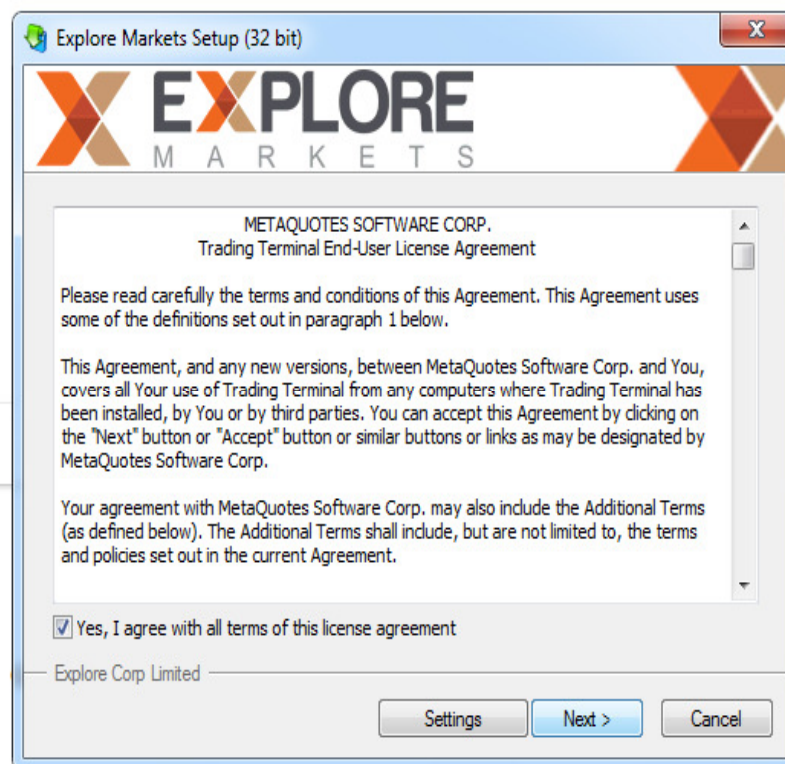 Explore Markets Setup (32 bit)
EXPLORE
MARKETS
METAQUOTES SOFTWARE CORP.
Trading Terminal End-User License Agreement
Please read carefully the terms and conditions of this Agreement. This Agreement uses
some of the definitions set out in paragraph 1 below.
This Agreement, and any new versions, between MetaQuotes Software Corp. and You,
covers all Your use of Trading Terminal from any computers where Trading Terminal has
been installed, by You or by third parties. You can accept this Agreement by clicking on
the "Next" button or "Accept" button or similar buttons or links as may be designated by
MetaQuotes Software Corp.
Your agreement with MetaQuotes Software Corp. may also include the Additional Terms
(as defined below). The Additional Terms shall include, but are not limited to, the terms
and policies set out in the current Agreement.
Yes, I agree with all terms of this license agreement
Explore Corp Limited
Settings Next > Cancel